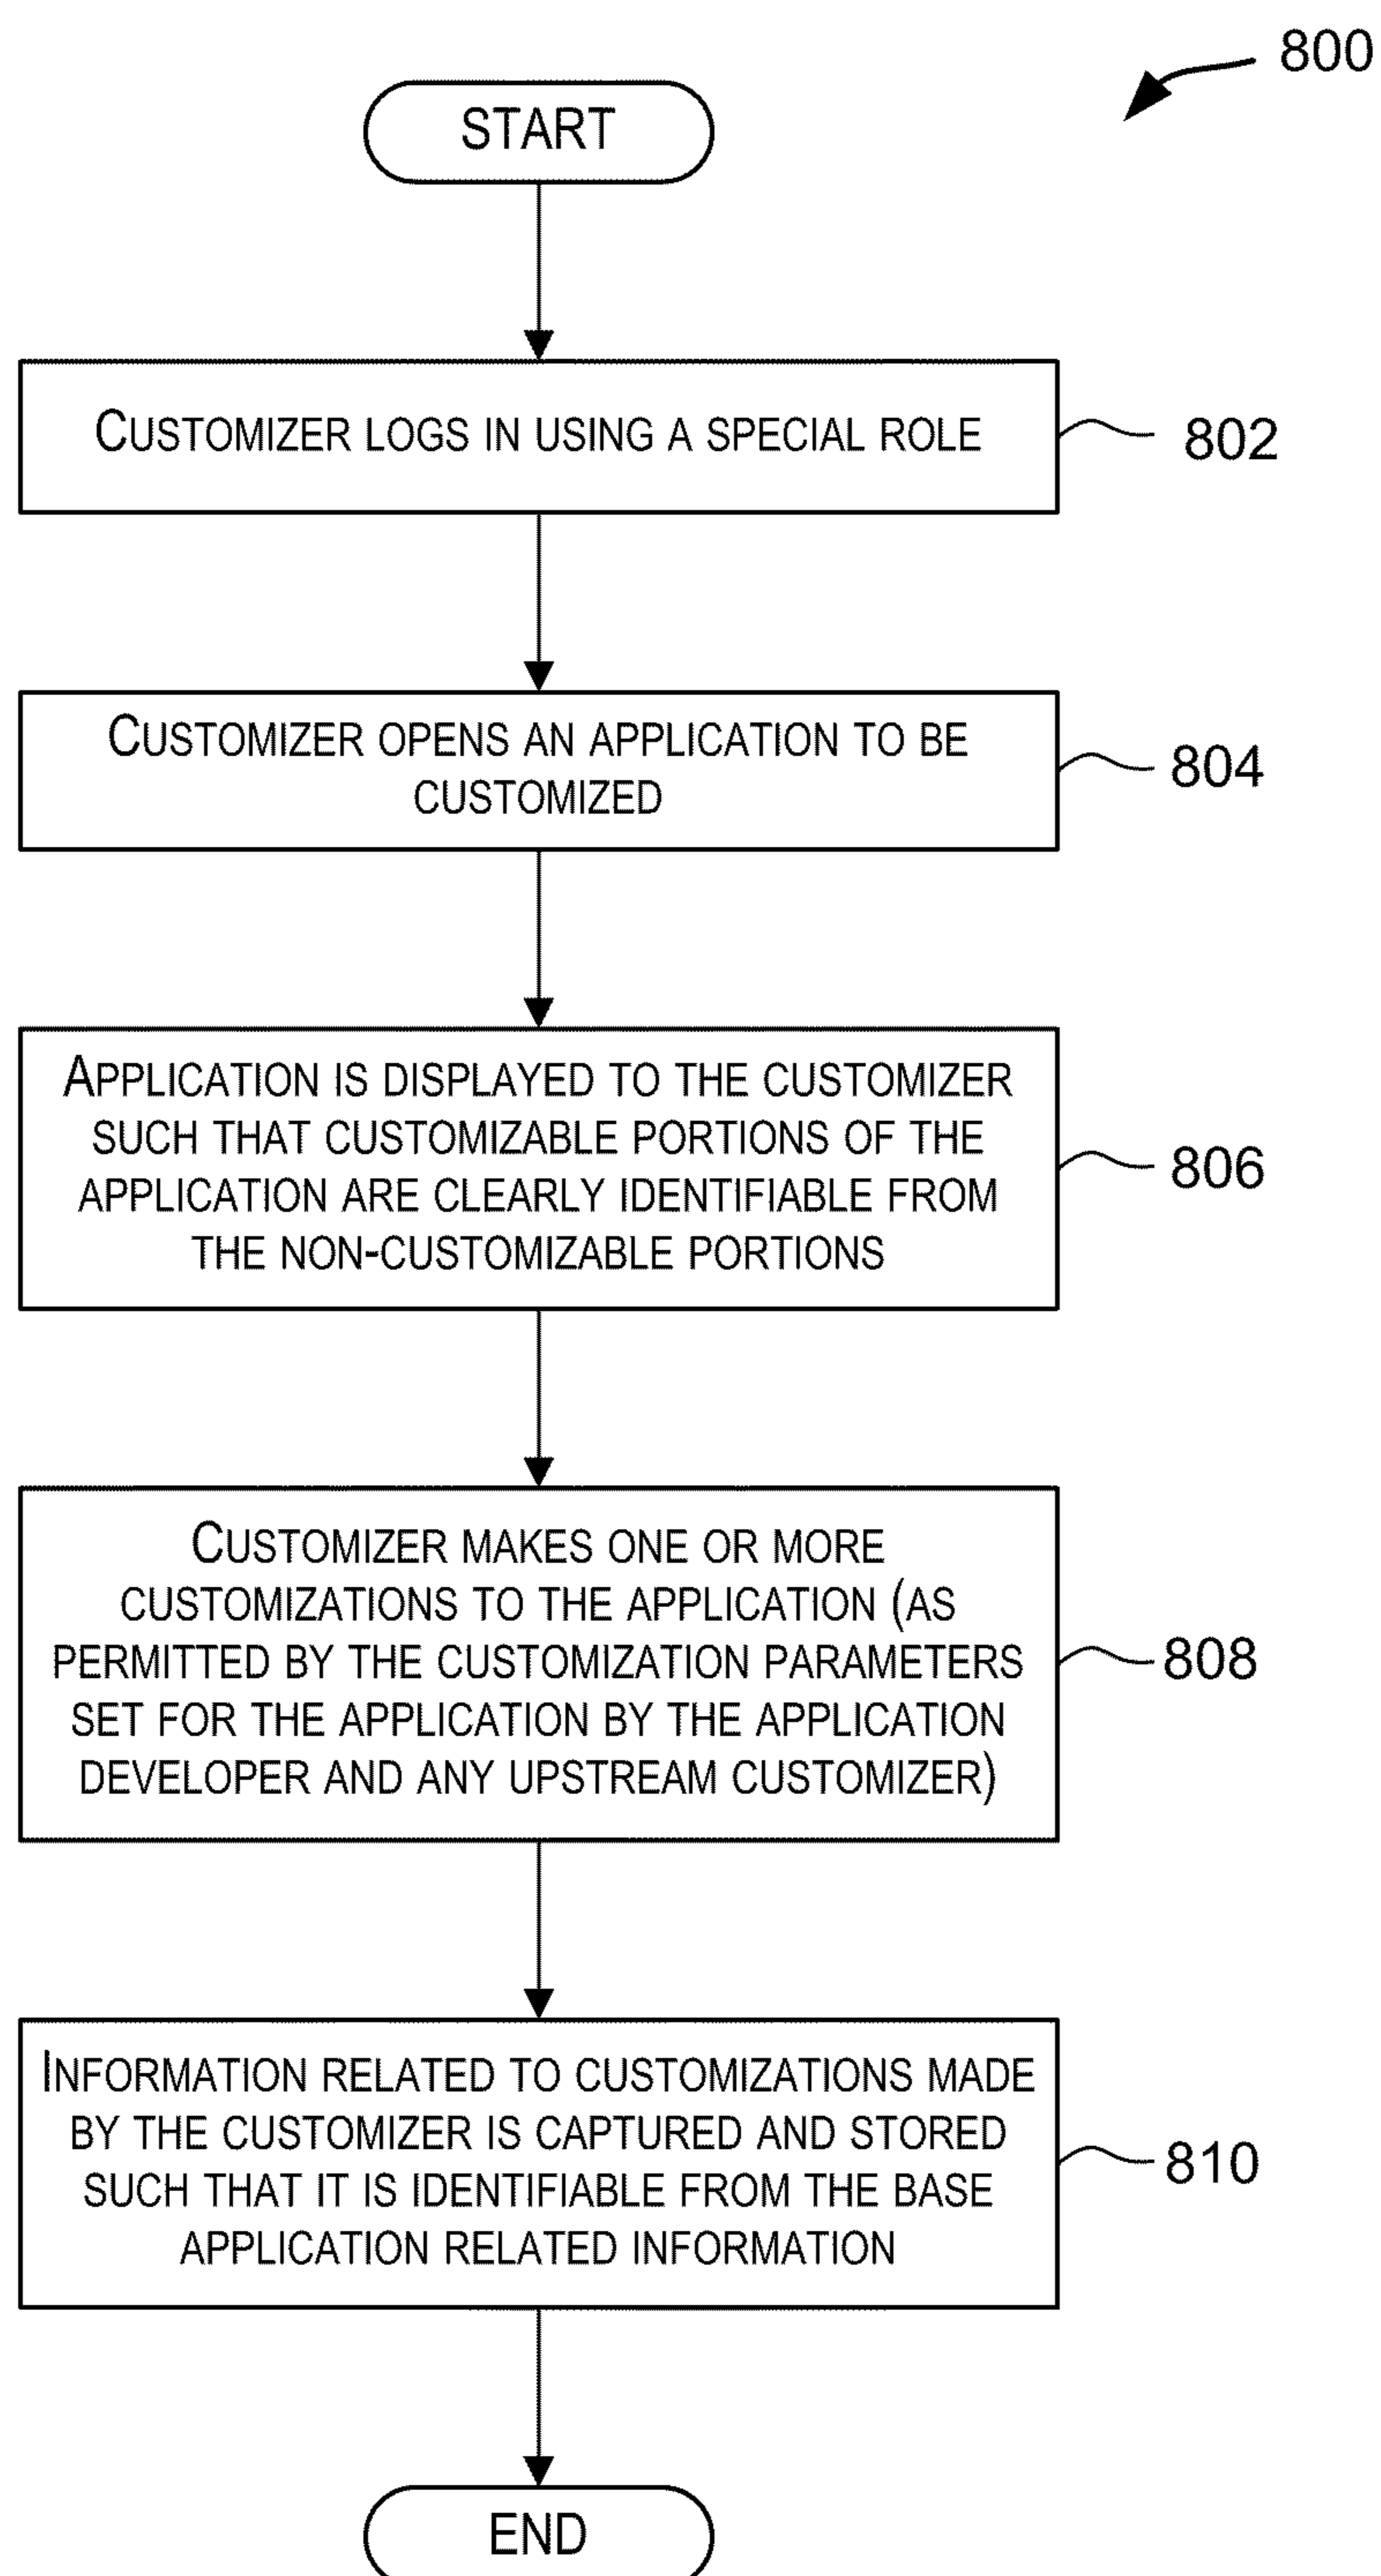 800
START
CUSTOMIZER LOGS IN USING A SPECIAL ROLE
802
CUSTOMIZER OPENS AN APPLICATION TO BE
CUSTOMIZED
804
APPLICATION IS DISPLAYED TO THE CUSTOMIZER
SUCH THAT CUSTOMIZABLE PORTIONS OF THE
APPLICATION ARE CLEARLY IDENTIFIABLE FROM
THE NON-CUSTOMIZABLE PORTIONS
806
CUSTOMIZER MAKES ONE OR MORE
CUSTOMIZATIONS TO THE APPLICATION (AS
PERMITTED BY THE CUSTOMIZATION PARAMETERS
SET FOR THE APPLICATION BY THE APPLICATION
DEVELOPER AND ANY UPSTREAM CUSTOMIZER)
808
INFORMATION RELATED TO CUSTOMIZATIONS MADE
BY THE CUSTOMIZER IS CAPTURED AND STORED
SUCH THAT IT IS IDENTIFIABLE FROM THE BASE
APPLICATION RELATED INFORMATION
810
END